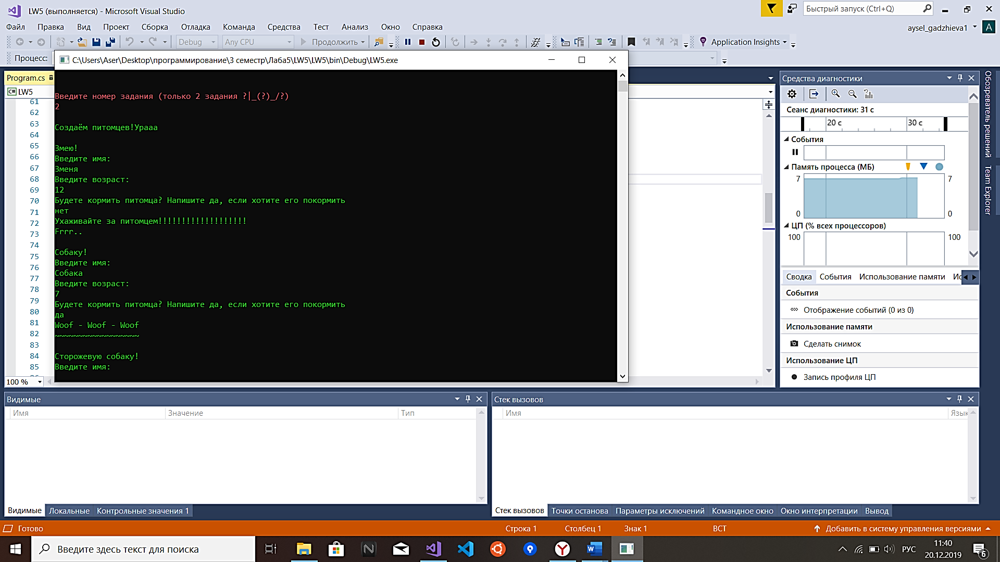 LW5 (выполняется) - Microsoft Visual Studio
Быстрый запуск (Ctrl+Q)
Файл Правка Вид Проект Сборка Отладка Команда Средства Тест Анализ Окно Справка
aysel_gadzhieva1 A
Debug Any CPU Продолжить Application Insights
Процесс:
C:\Users\Aser\Desktop\программирование\3 семестр\Лаба5\LW5\LW5\bin\Debug\LW5.exe
Program.cs
C# LW5
61
62
63
64
65
66
67
68
69
70
71
72
73
74
75
76
77
78
79
80
81
82
83
84
85
100 %
Введите номер задания (только 2 задания ?|_(?)_/?)
2
Создаём питомцев!Урааа
Змею!
Введите имя:
Зменя
Введите возраст:
12
Будете кормить питомца? Напишите да, если хотите его покормить
нет
Ухаживайте за питомцем!!!!!!!!!!!!!!!!!!!
Frrr..
Собаку!
Введите имя:
Собака
Введите возраст:
7
Будете кормить питомца? Напишите да, если хотите его покормить
да
Woof - Woof - Woof
~~~~~~~~~~~~~~~~~~
Сторожевую собаку!
Введите имя:
Средства диагностики
Сеанс диагностики: 31 с
20 с 30 с
События
Память процесса (МБ)
7 7
0 0
ЦП (% всех процессоров)
100 100
Сводка События Использование памяти Ис
События
Отображение событий (0 из 0)
Использование памяти
Сделать снимок
Использование ЦП
Запись профиля ЦП
Обозреватель решений
Team Explorer
Видимые
Имя Значение Тип
Видимые Локальные Контрольные значения 1
Стек вызовов
Имя Язык
Стек вызовов Точки останова Параметры исключений Командное окно Окно интерпретации Вывод
Готово Строка 1 Столбец 1 Знак 1 ВСТ Добавить в систему управления версиями
Введите здесь текст для поиска
РУС
11:40
20.12.2019
6